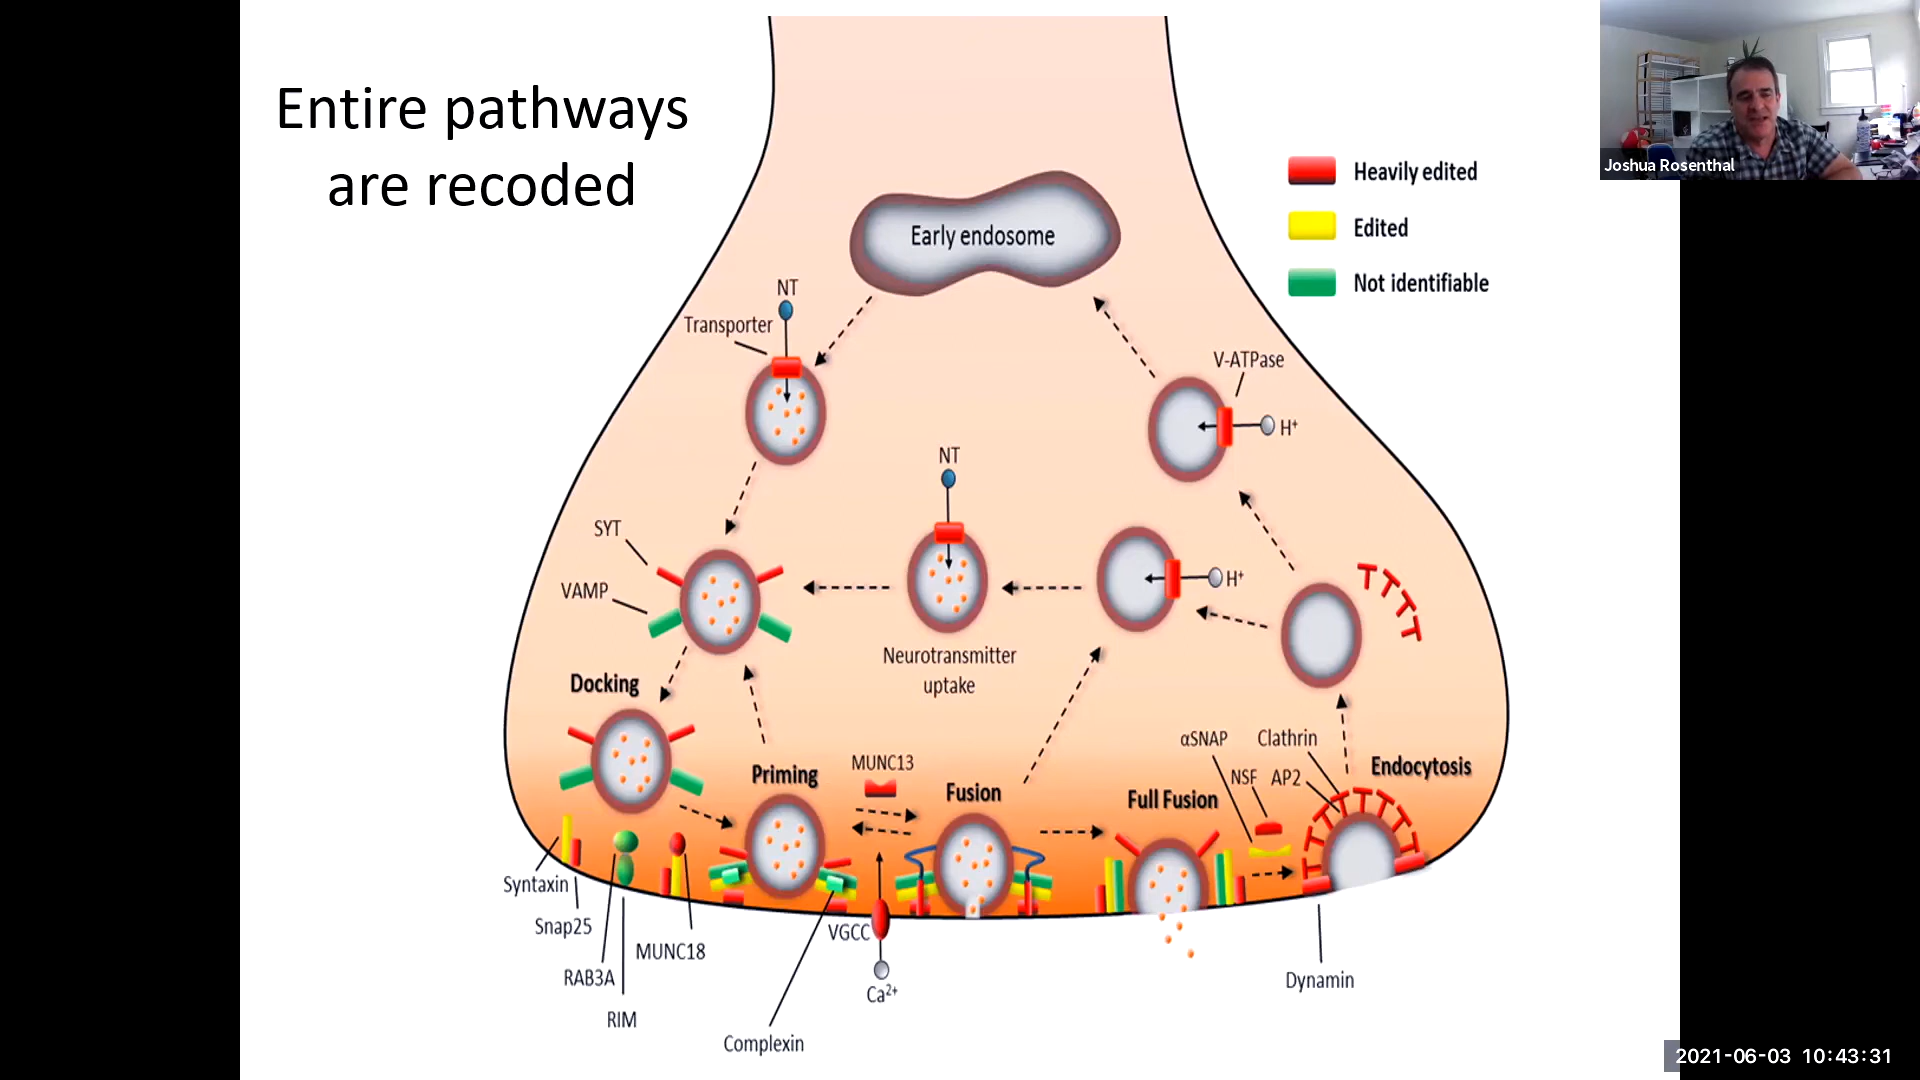 Entire pathways
are recoded
Joshua Rosenthal
Heavily edited
Edited
Not identifiable
Early endosome
NT
Transporter
V-ATPase
H⁺
NT
SYT
VAMP
H⁺
Neurotransmitter
uptake
Docking
Priming
MUNC13
Fusion
αSNAP
Clathrin
NSF
AP2
Endocytosis
Full Fusion
Syntaxin
Snap25
MUNC18
RAB3A
RIM
VGCC
Ca²⁺
Complexin
Dynamin
2021-06-03 10:43:31